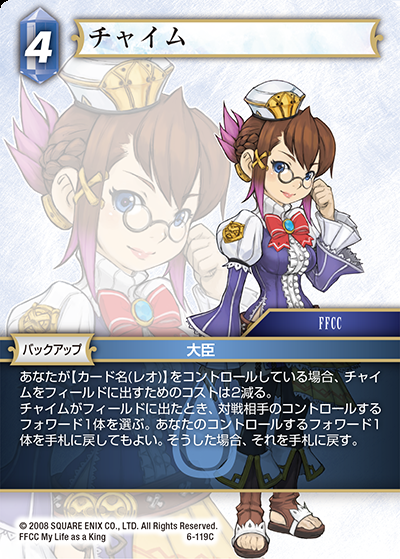 4
チャイム
FFCC
バックアップ
大臣
あなたが【カード名(レオ)】をコントロールしている場合、チャイ
ムをフィールドに出すためのコストは2減る。
チャイムがフィールドに出たとき、対戦相手のコントロールする
フォワード1体を選ぶ。あなたのコントロールするフォワード1
体を手札に戻してもよい。そうした場合、それを手札に戻す。
© 2008 SQUARE ENIX CO., LTD. All Rights Reserved.
FFCC My Life as a King
6-119C